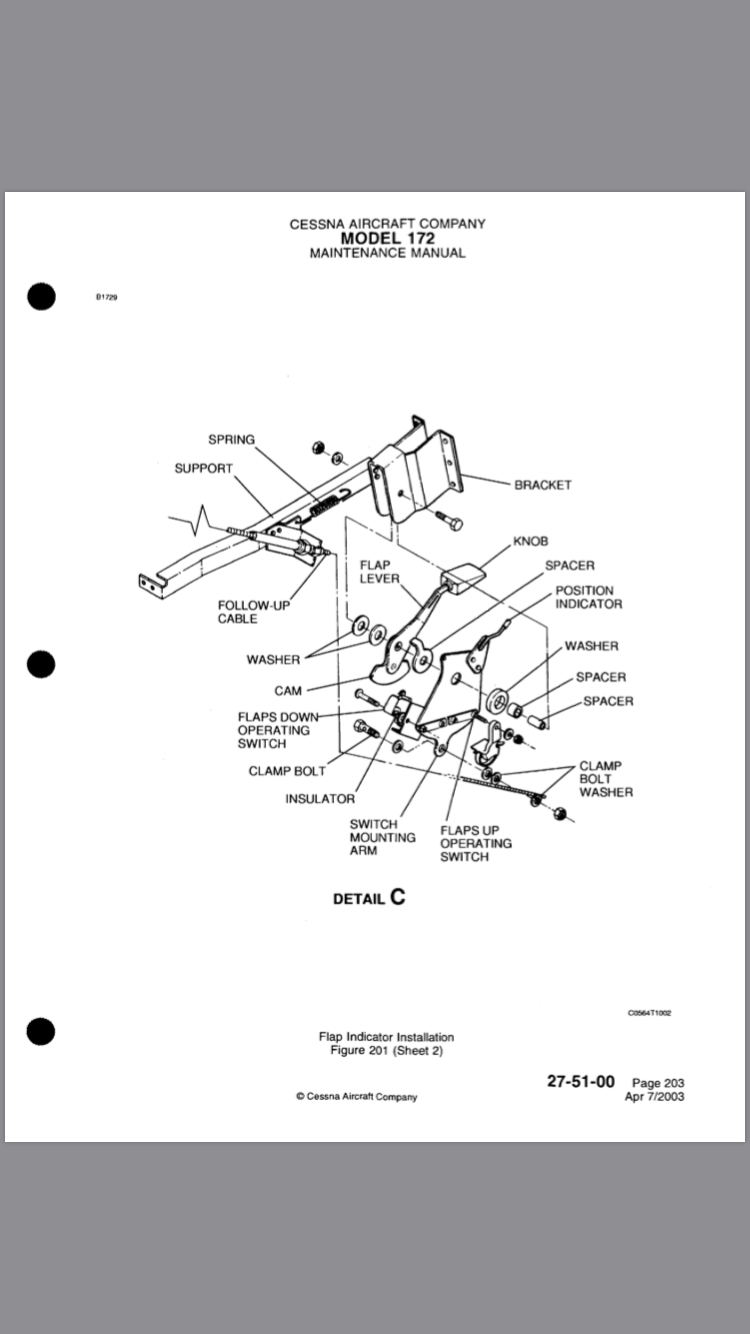 CESSNA AIRCRAFT COMPANY
MODEL 172
MAINTENANCE MANUAL
B1729
SPRING
SUPPORT
BRACKET
KNOB
FLAP
LEVER
SPACER
POSITION
INDICATOR
FOLLOW-UP
CABLE
WASHER
WASHER
CAM
SPACER
SPACER
FLAPS DOWN
OPERATING
SWITCH
CLAMP BOLT
CLAMP
BOLT
WASHER
INSULATOR
SWITCH
MOUNTING
ARM
FLAPS UP
OPERATING
SWITCH
DETAIL C
C0564T1002
Flap Indicator Installation
Figure 201 (Sheet 2)
27-51-00 Page 203
© Cessna Aircraft Company Apr 7/2003